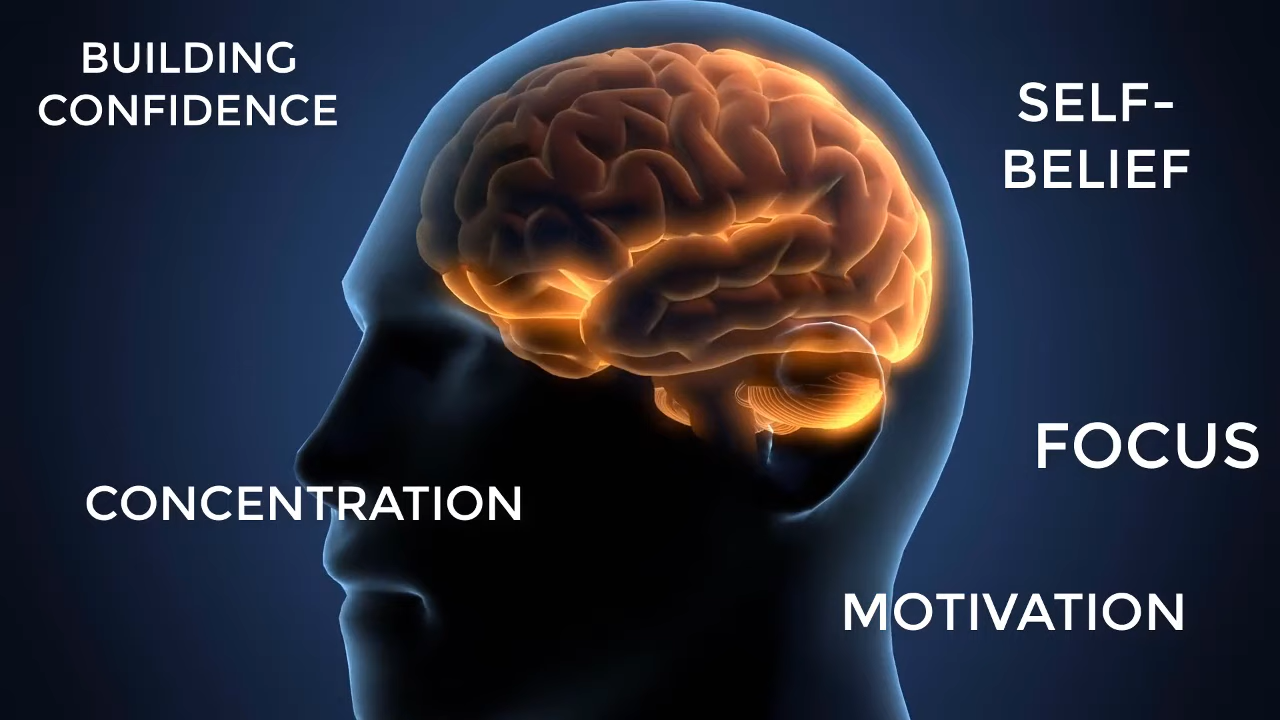 BUILDING
CONFIDENCE
SELF-
BELIEF
FOCUS
CONCENTRATION
MOTIVATION